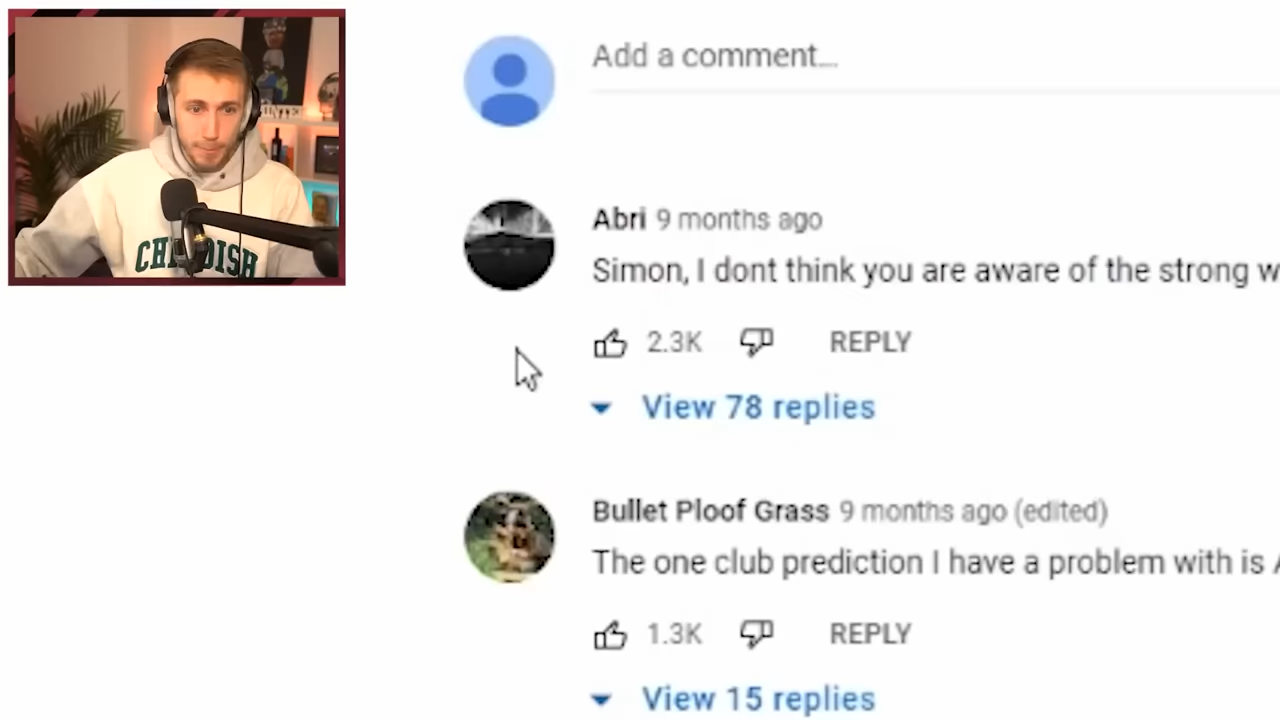 Add a comment...
Abri 9 months ago
Simon, I dont think you are aware of the strong w
2.3K REPLY
View 78 replies
Bullet Ploof Grass 9 months ago (edited)
The one club prediction I have a problem with is A
1.3K REPLY
View 15 replies